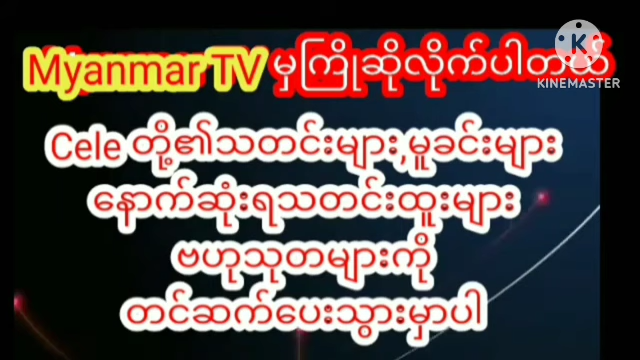 Myanmar TV မှကြိုဆိုလိုက်ပါတယ်
KINEMASTER
Cele တို့၏သတင်းများ,မူခင်းများ
နောက်ဆုံးရသတင်းထူးများ
ဗဟုသုတများကို
တင်ဆက်ပေးသွားမှာပါ